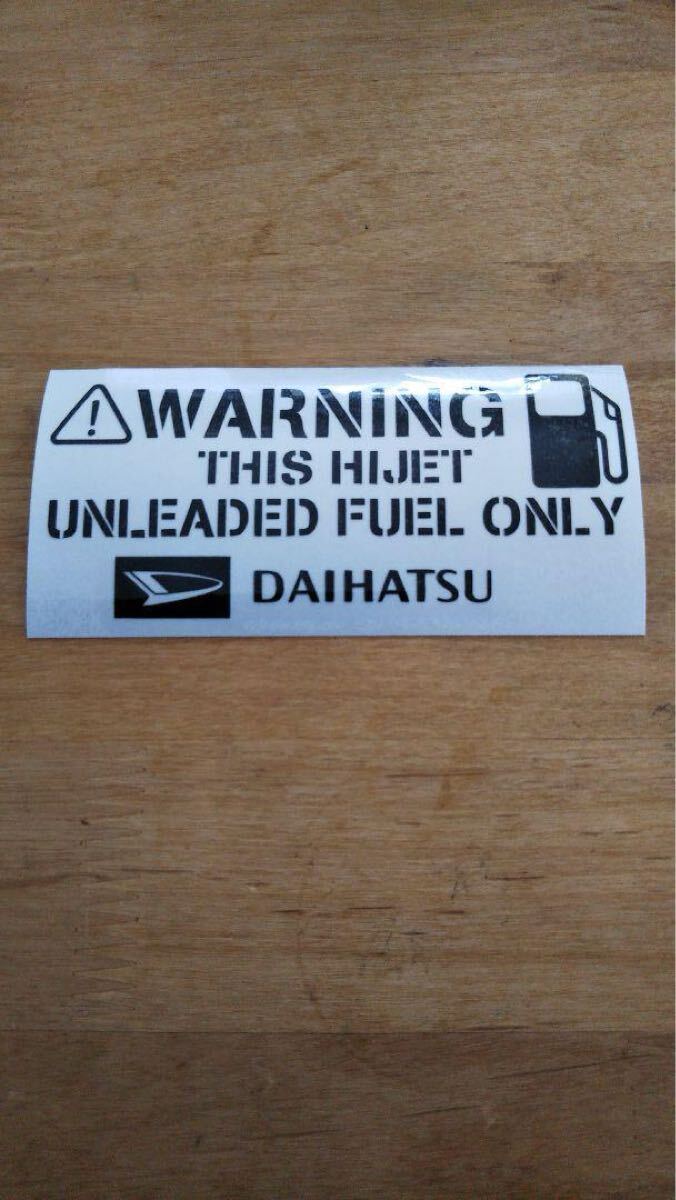 WARNING
THIS HIJET
UNLEADED FUEL ONLY
DAIHATSU